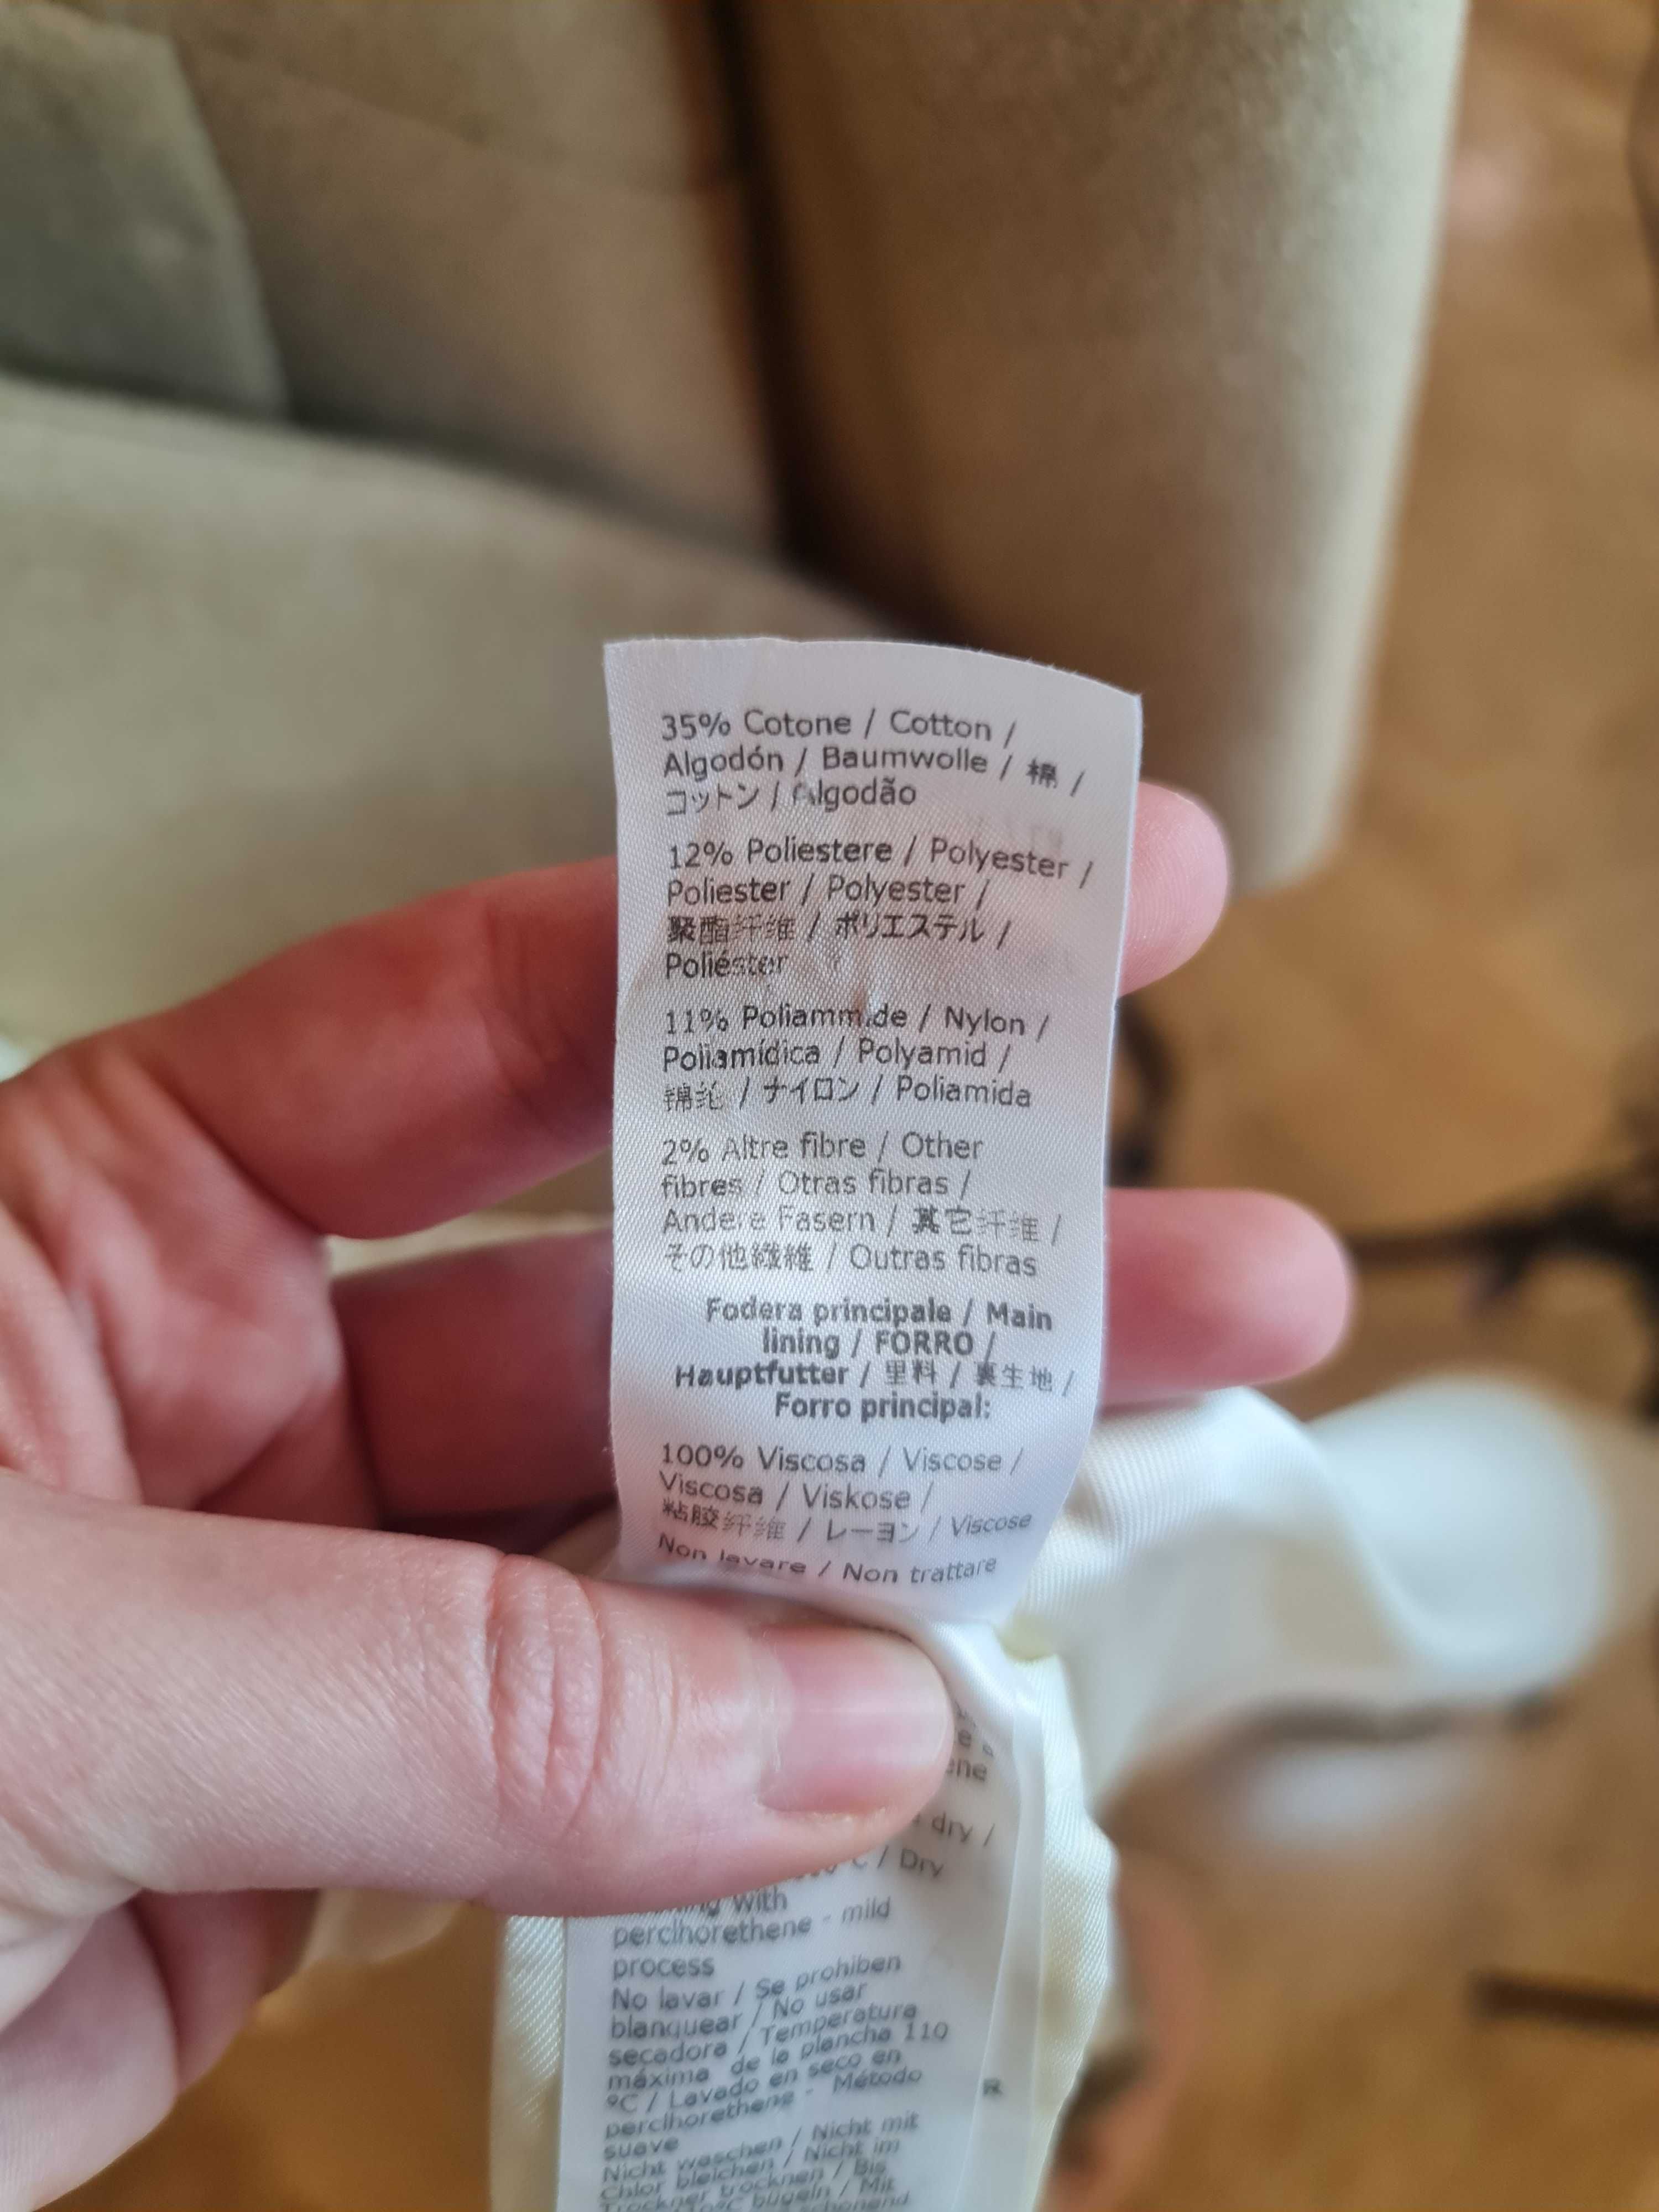 35% Cotone / Cotton /
Algodón / Baumwolle / 棉 /
コットン / Algodão
12% Poliestere / Polyester /
Poliester / Polyester /
聚酯纤维 / ポリエステル /
Poliéster
11% Poliammide / Nylon /
Poliamídica / Polyamid /
锦纶 / ナイロン / Poliamida
2% Altre fibre / Other
fibres / Otras fibras /
Andere Fasern / 其它纤维 /
その他繊維 / Outras fibras
Fodera principale / Main
lining / FORRO /
Hauptfutter / 里料 / 裏生地 /
Forro principal:
100% Viscosa / Viscose /
Viscosa / Viskose /
粘胶纤维 / レーヨン / Viscose
Non lavare / Non trattare
dry /
/ Dry
with
perclhorethene - mild
process
No lavar / Se prohiben
blanquear / No usar
secadora / Temperatura
máxima de la plancha 110
ºC / Lavado en seco en
perclhorethene - Método
suave
Nicht waschen / Nicht mit
Chlor bleichen / Nicht im
Trockner trocknen / Bis
bügeln / Mit
R